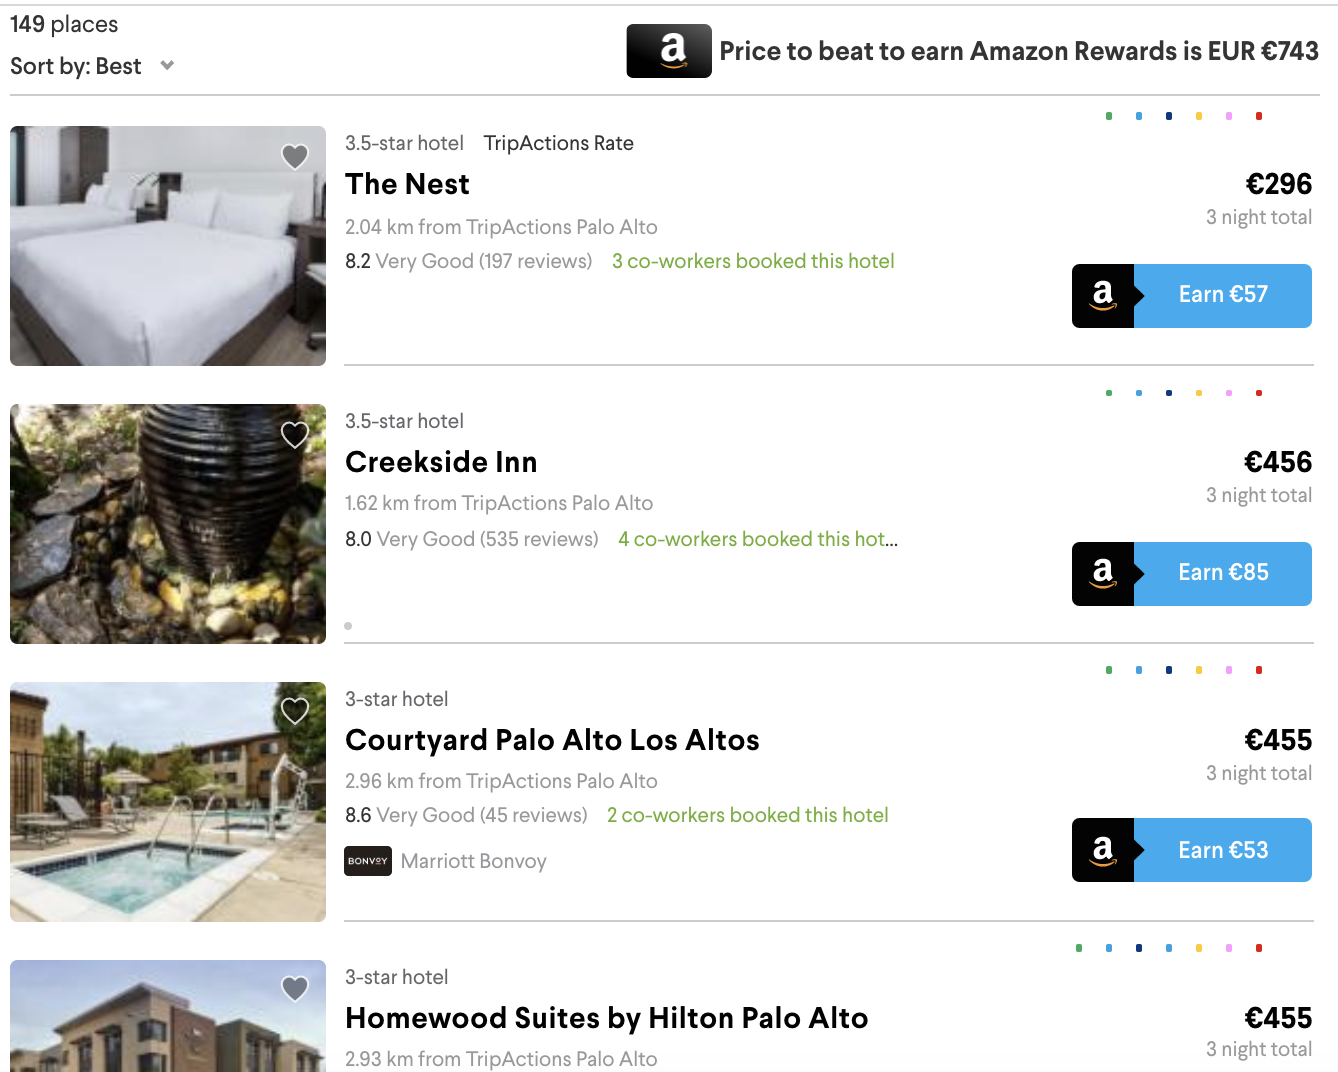 149 places
Sort by: Best
a Price to beat to earn Amazon Rewards is EUR €743
3.5-star hotel TripActions Rate
The Nest
€296
2.04 km from TripActions Palo Alto
3 night total
8.2 Very Good (197 reviews) 3 co-workers booked this hotel
a Earn €57
3.5-star hotel
Creekside Inn
€456
1.62 km from TripActions Palo Alto
3 night total
8.0 Very Good (535 reviews) 4 co-workers booked this hot...
a Earn €85
3-star hotel
Courtyard Palo Alto Los Altos
€455
2.96 km from TripActions Palo Alto
3 night total
8.6 Very Good (45 reviews) 2 co-workers booked this hotel
a Earn €53
BONVOY Marriott Bonvoy
3-star hotel
Homewood Suites by Hilton Palo Alto
€455
2.93 km from TripActions Palo Alto
3 night total